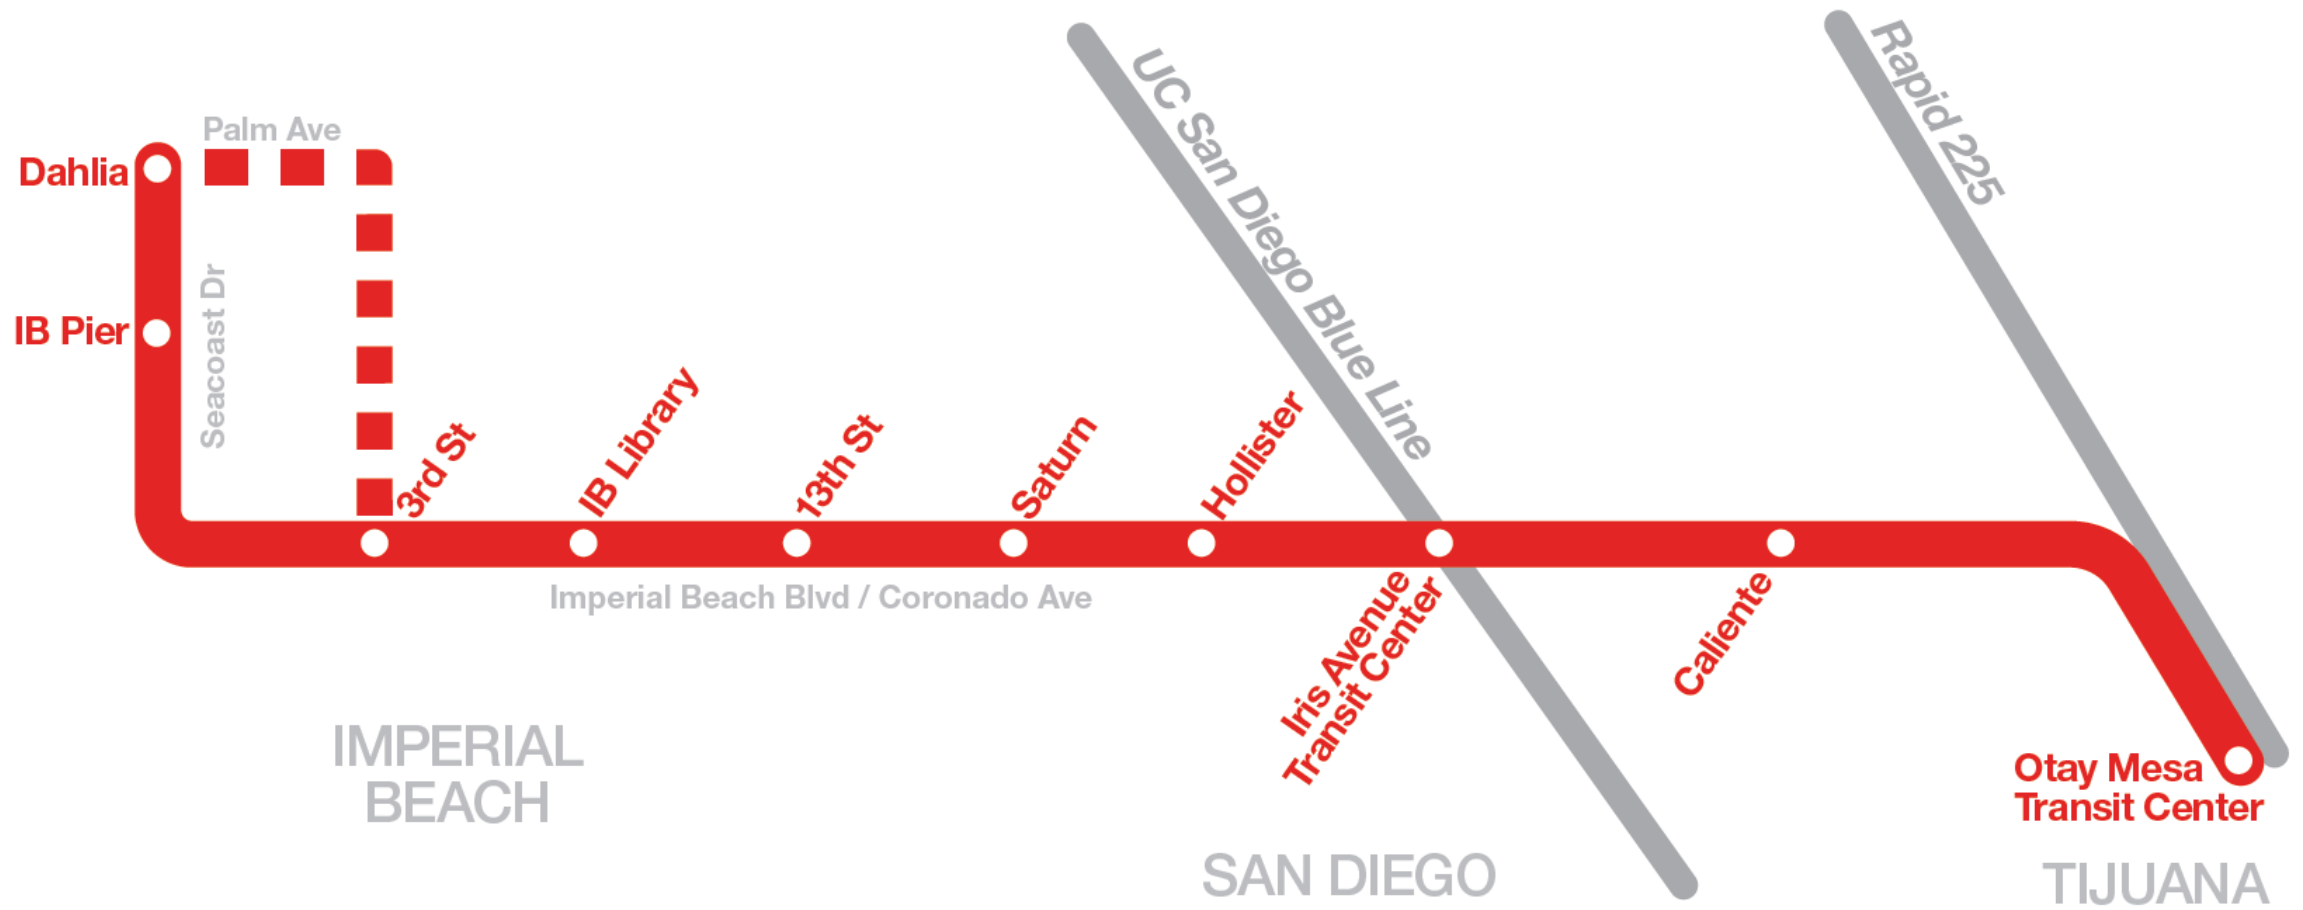 Palm Ave
Dahlia
Seacoast Dr
IB Pier
3rd St
IB Library
13th St
Saturn
Hollister
UC San Diego Blue Line
Rapid 225
Imperial Beach Blvd / Coronado Ave
Iris Avenue
Transit Center
Caliente
Otay Mesa
Transit Center
IMPERIAL
BEACH
SAN DIEGO
TIJUANA